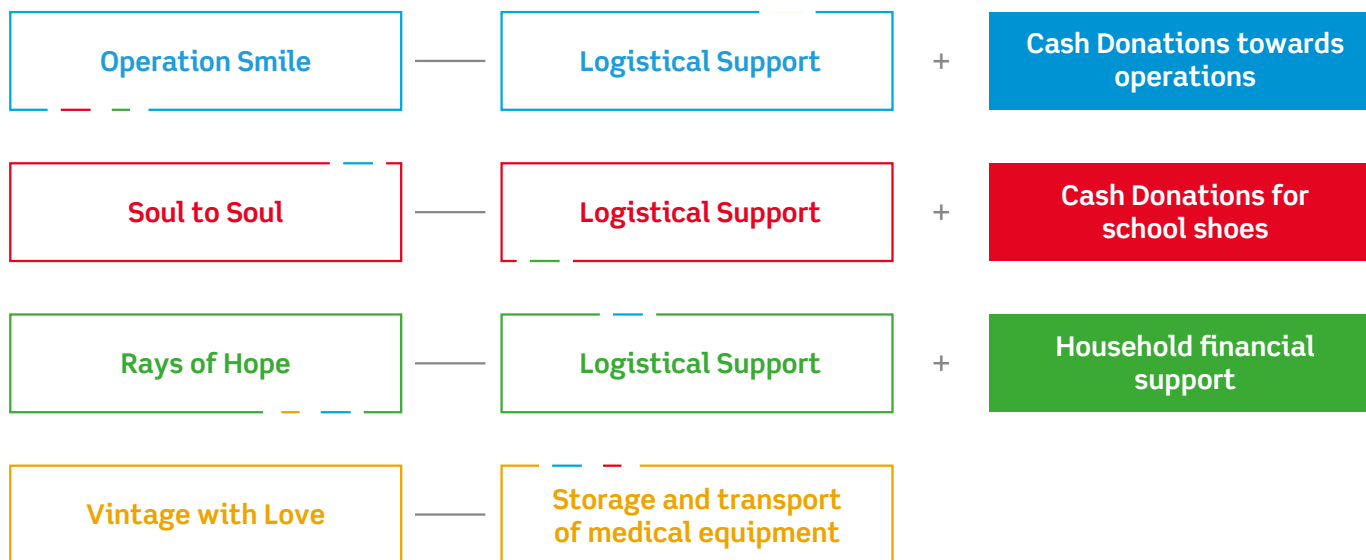 Operation Smile
Logistical Support
+
Cash Donations towards
operations
Soul to Soul
Logistical Support
+
Cash Donations for
school shoes
Rays of Hope
Logistical Support
+
Household financial
support
Vintage with Love
Storage and transport
of medical equipment